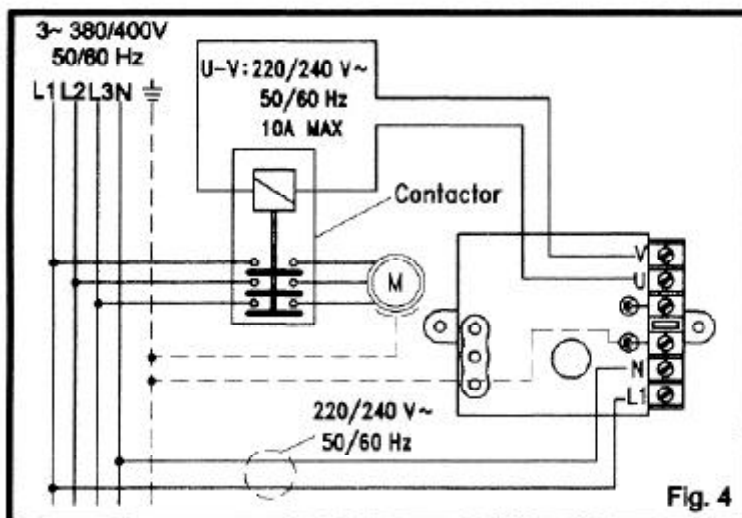 3~ 380/400V
50/60 Hz
L1 L2 L3 N
U-V: 220/240 V~
50/60 Hz
10A MAX
Contactor
M
V
U
N
L1
220/240 V~
50/60 Hz
Fig. 4